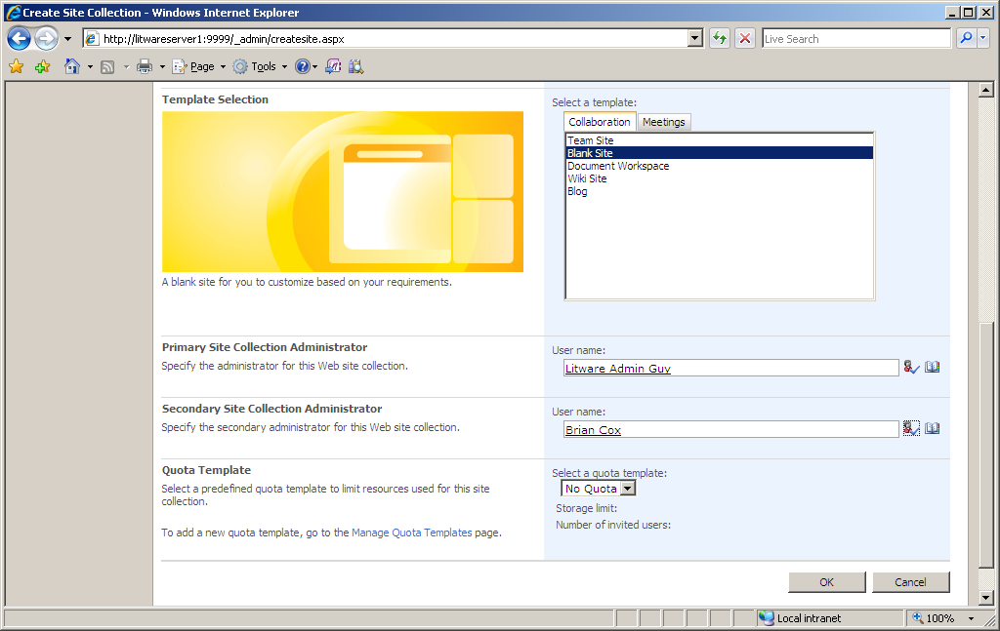 Create Site Collection - Windows Internet Explorer
http://litwareserver1:9999/_admin/createsite.aspx
Live Search
Page
Tools
Template Selection
Select a template:
Collaboration
Meetings
Team Site
Blank Site
Document Workspace
Wiki Site
Blog
A blank site for you to customize based on your requirements.
Primary Site Collection Administrator
Specify the administrator for this Web site collection.
User name:
Litware Admin Guy
Secondary Site Collection Administrator
Specify the secondary administrator for this Web site collection.
User name:
Brian Cox
Quota Template
Select a predefined quota template to limit resources used for this site
collection.
To add a new quota template, go to the Manage Quota Templates page.
Select a quota template:
No Quota
Storage limit:
Number of invited users:
OK
Cancel
Local intranet
100%